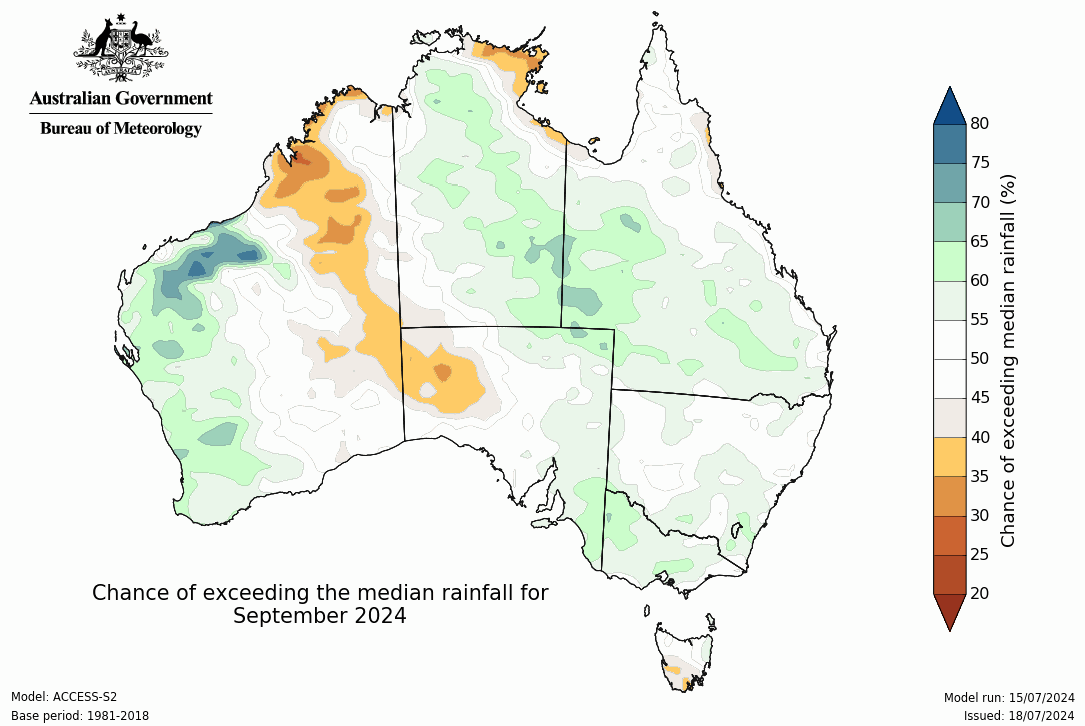 Australian Government
Bureau of Meteorology
80
75
70
65
60
55
50
45
40
35
30
25
20
Chance of exceeding median rainfall (%)
Chance of exceeding the median rainfall for
September 2024
Model: ACCESS-S2
Base period: 1981-2018
Model run: 15/07/2024
Issued: 18/07/2024